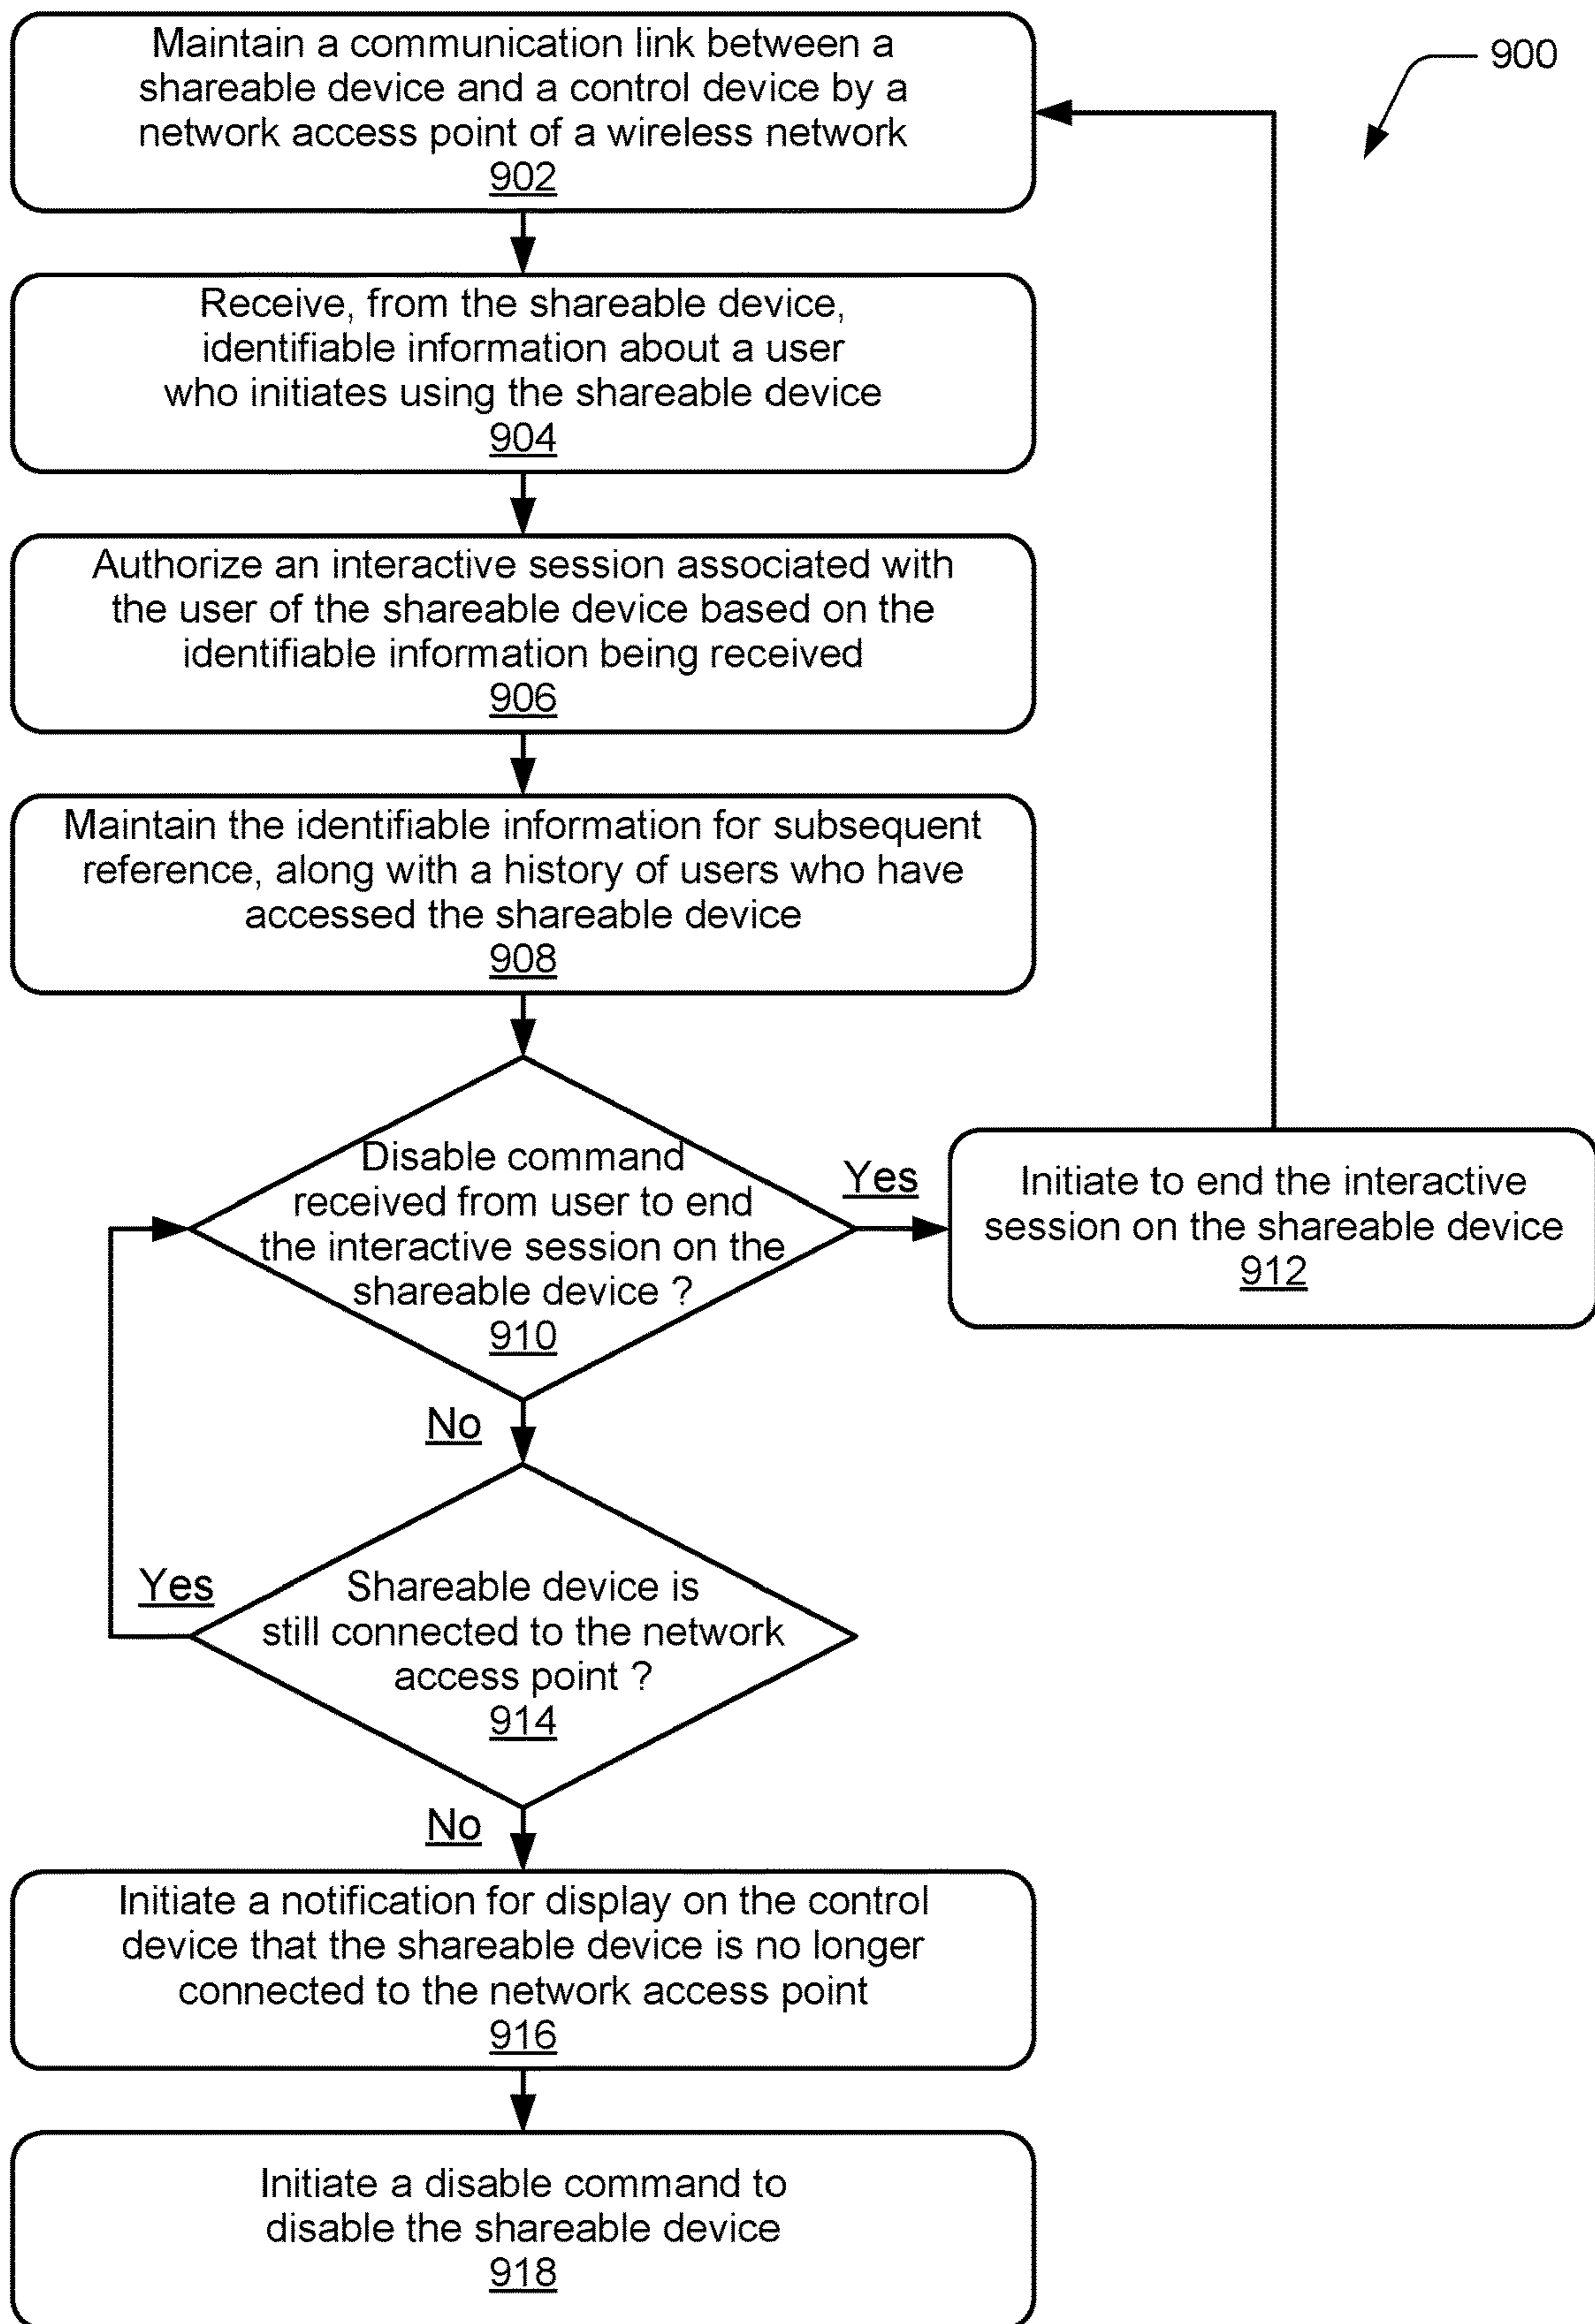 Maintain a communication link between a
shareable device and a control device by a
network access point of a wireless network
902
900
Receive, from the shareable device,
identifiable information about a user
who initiates using the shareable device
904
Authorize an interactive session associated with
the user of the shareable device based on the
identifiable information being received
906
Maintain the identifiable information for subsequent
reference, along with a history of users who have
accessed the shareable device
908
Disable command
received from user to end
the interactive session on the
shareable device ?
910
Yes
Initiate to end the interactive
session on the shareable device
912
No
Shareable device is
still connected to the network
access point ?
914
Yes
No
Initiate a notification for display on the control
device that the shareable device is no longer
connected to the network access point
916
Initiate a disable command to
disable the shareable device
918